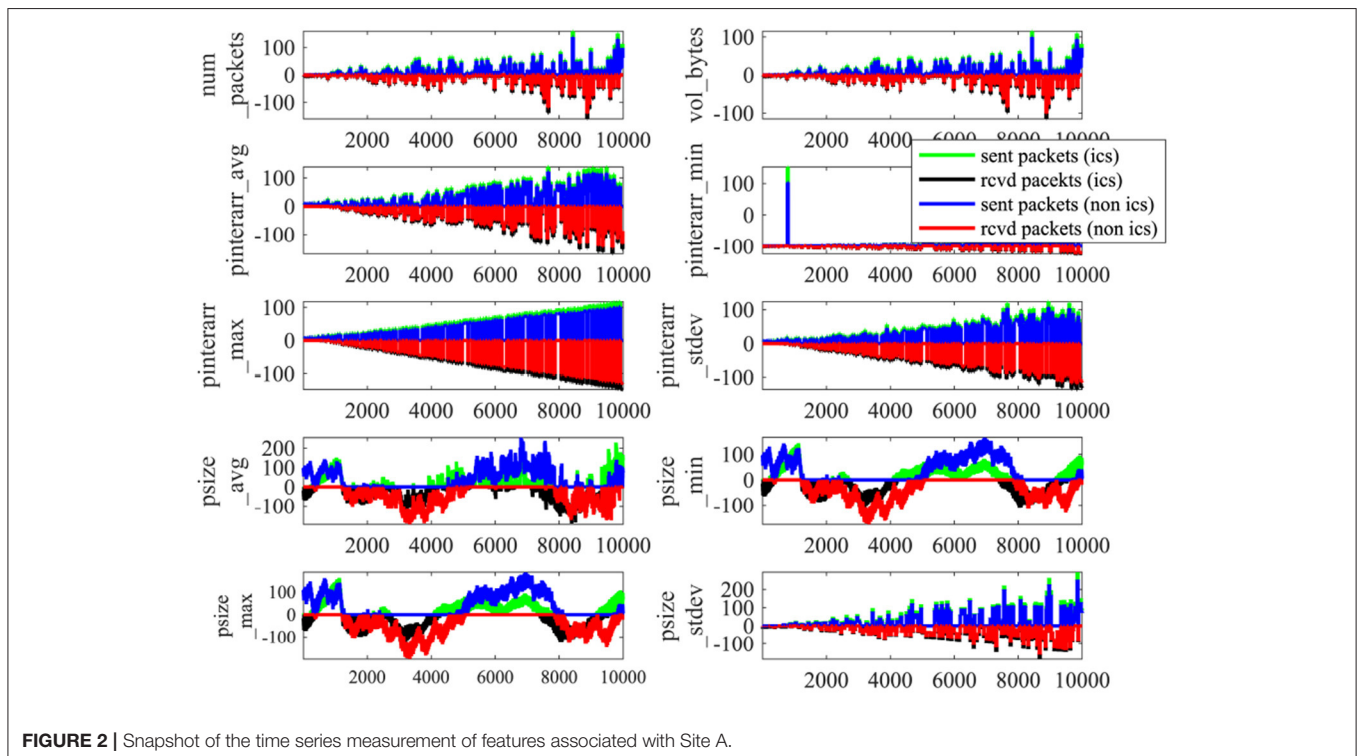 num
_packets
100
0
-100
2000 4000 6000 8000 10000
vol_bytes
100
0
-100
2000 4000 6000 8000 10000
pinterarr_avg
100
0
-100
2000 4000 6000 8000 10000
pinterarr_min
100
0
-100
2000 4000 6000 8000 10000
sent packets (ics)
rcvd pacekts (ics)
sent packets (non ics)
rcvd packets (non ics)
pinterarr
_max
100
0
-100
2000 4000 6000 8000 10000
pinterarr
_stdev
100
0
-100
2000 4000 6000 8000 10000
psize
_avg
200
100
0
-100
2000 4000 6000 8000 10000
psize
_min
100
0
-100
2000 4000 6000 8000 10000
psize
_max
100
0
-100
2000 4000 6000 8000 10000
psize
_stdev
200
100
0
-100
2000 4000 6000 8000 10000
FIGURE 2 | Snapshot of the time series measurement of features associated with Site A.